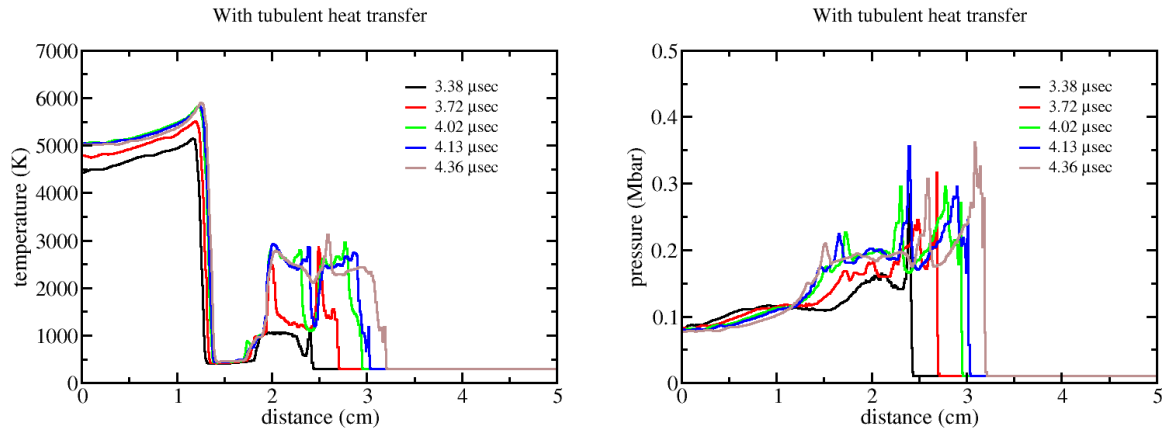 With tubulent heat transfer
7000
6000
5000
4000
3000
2000
1000
0
temperature (K)
3.38 μsec
3.72 μsec
4.02 μsec
4.13 μsec
4.36 μsec
0 1 2 3 4 5
distance (cm)
With tubulent heat transfer
0.5
0.4
0.3
0.2
0.1
0
pressure (Mbar)
3.38 μsec
3.72 μsec
4.02 μsec
4.13 μsec
4.36 μsec
0 1 2 3 4 5
distance (cm)